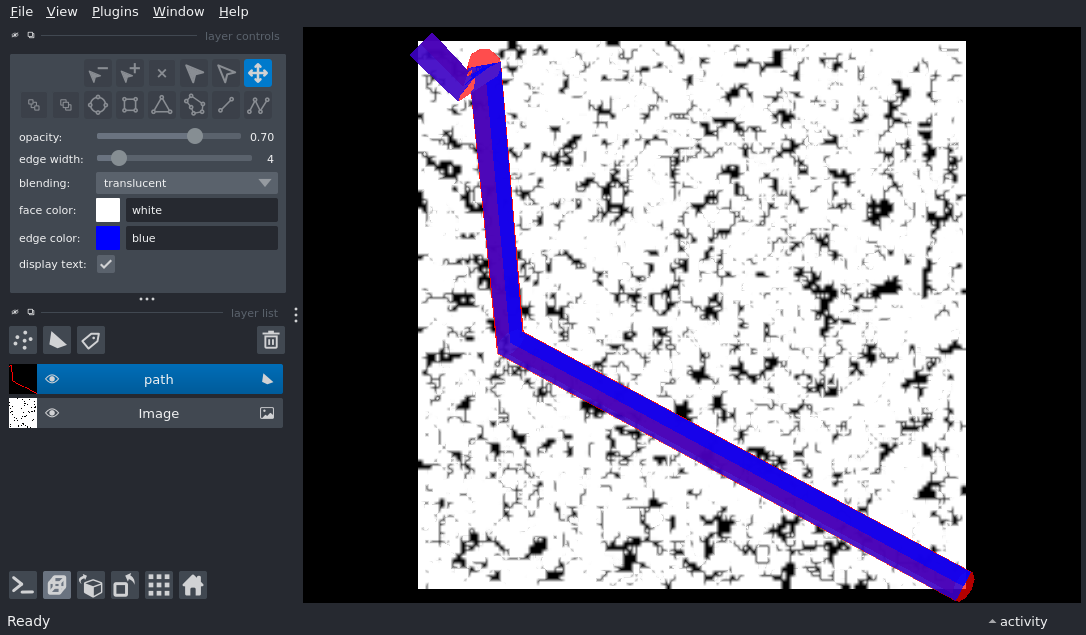 File View Plugins Window Help
layer controls
opacity: 0.70
edge width: 4
blending: translucent
face color: white
edge color: blue
display text:
layer list
path
Image
Ready
activity